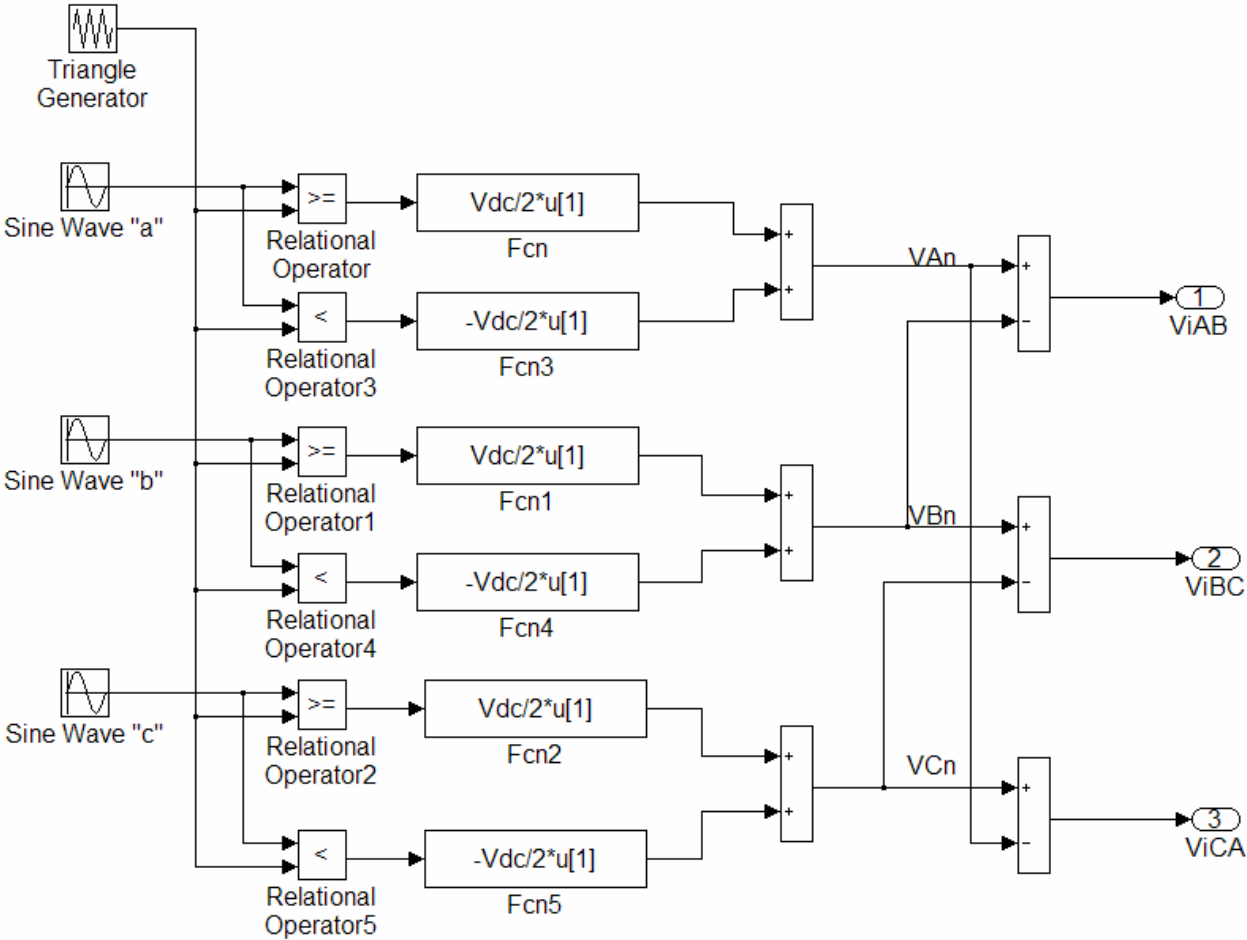 Triangle
Generator
Sine Wave "a"
>=
Relational
Operator
Vdc/2*u[1]
Fcn
+
+
VAn
+
-
1
ViAB
<
Relational
Operator3
-Vdc/2*u[1]
Fcn3
Sine Wave "b"
>=
Relational
Operator1
Vdc/2*u[1]
Fcn1
+
+
VBn
+
-
2
ViBC
<
Relational
Operator4
-Vdc/2*u[1]
Fcn4
Sine Wave "c"
>=
Relational
Operator2
Vdc/2*u[1]
Fcn2
+
+
VCn
+
-
3
ViCA
<
Relational
Operator5
-Vdc/2*u[1]
Fcn5